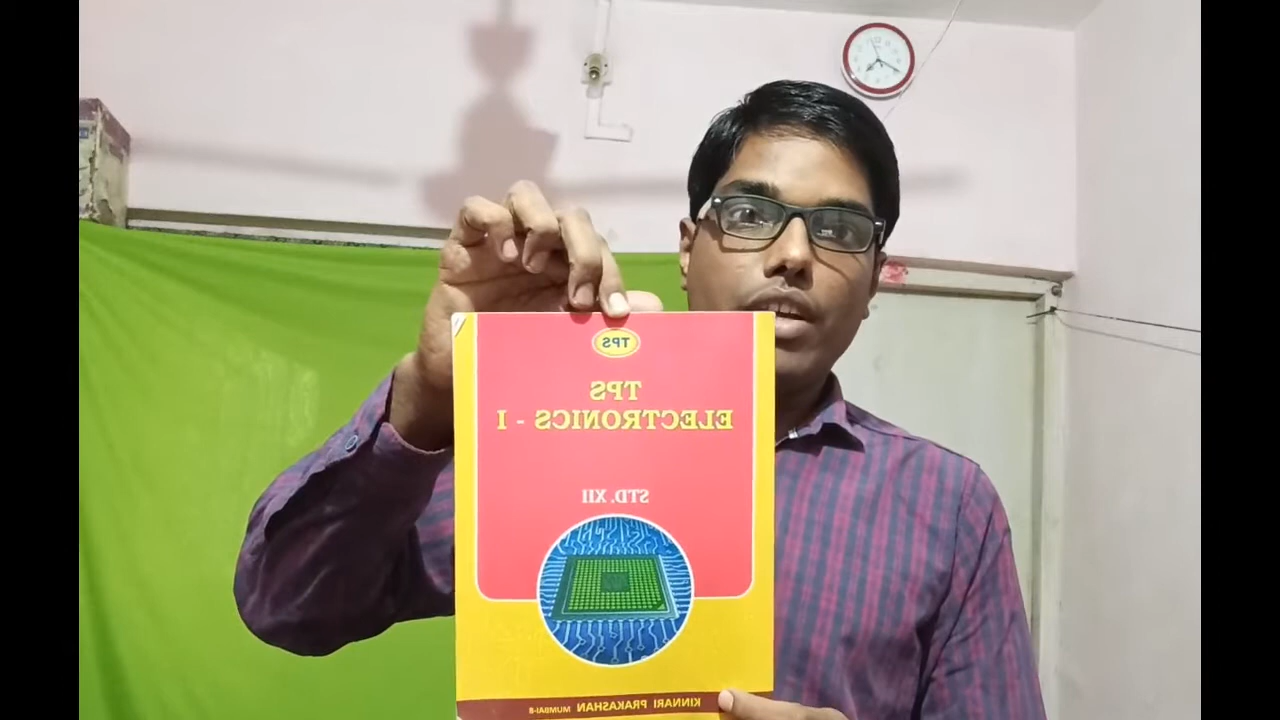 TPS
TPS
ELECTRONICS - I
STD. XII
KINNARI PRAKASHAN MUMBAI-8